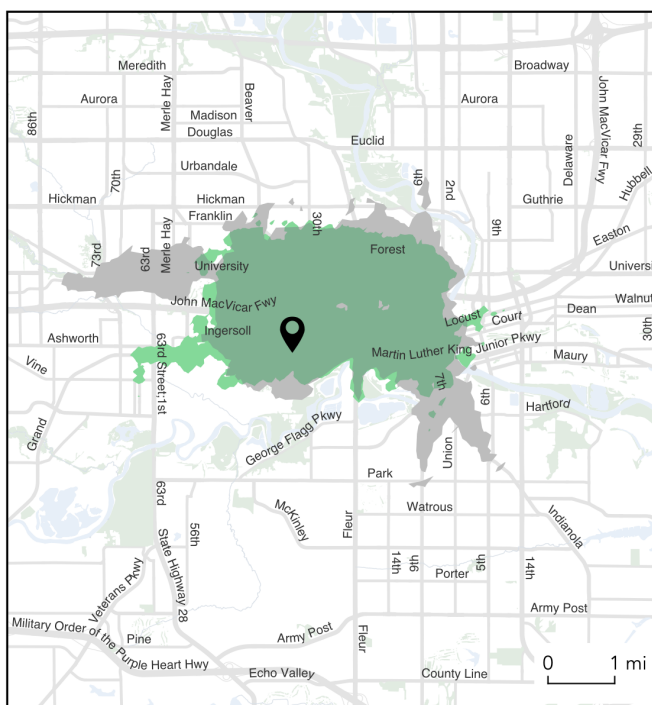 Meredith
Broadway
Aurora
Merle Hay
Beaver
Aurora
John MacVicar Fwy
86th
Madison
Douglas
Euclid
Delaware
29th
Urbandale
70th
6th
2nd
Hubbell
Hickman
Hickman
Guthrie
Franklin
30th
9th
Easton
73rd
63rd
Merle Hay
Forest
University
Universi
John MacVicar Fwy
Walnut
Locust
Court
Dean
Ashworth
Ingersoll
30th
Martin Luther King Junior Pkwy
Maury
Vine
63rd Street;1st
7th
6th
Hartford
Grand
George Flagg Pkwy
Union
Park
63rd
McKinley
Watrous
Indianola
56th
Fleur
14th
9th
5th
14th
Porter
State Highway 28
Veterans Pkwy
Army Post
Military Order of the Purple Heart Hwy
Pine
Army Post
Fleur
Echo Valley
County Line
0 1 mi